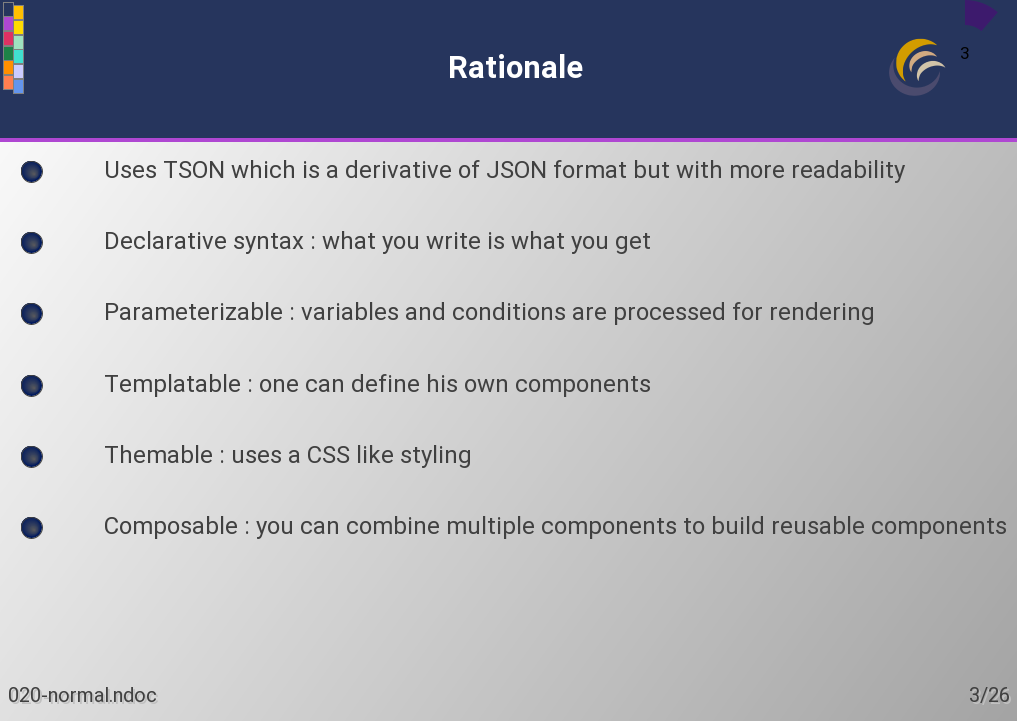 Rationale
3
Uses TSON which is a derivative of JSON format but with more readability
Declarative syntax : what you write is what you get
Parameterizable : variables and conditions are processed for rendering
Templatable : one can define his own components
Themable : uses a CSS like styling
Composable : you can combine multiple components to build reusable components
020-normal.ndoc
3/26